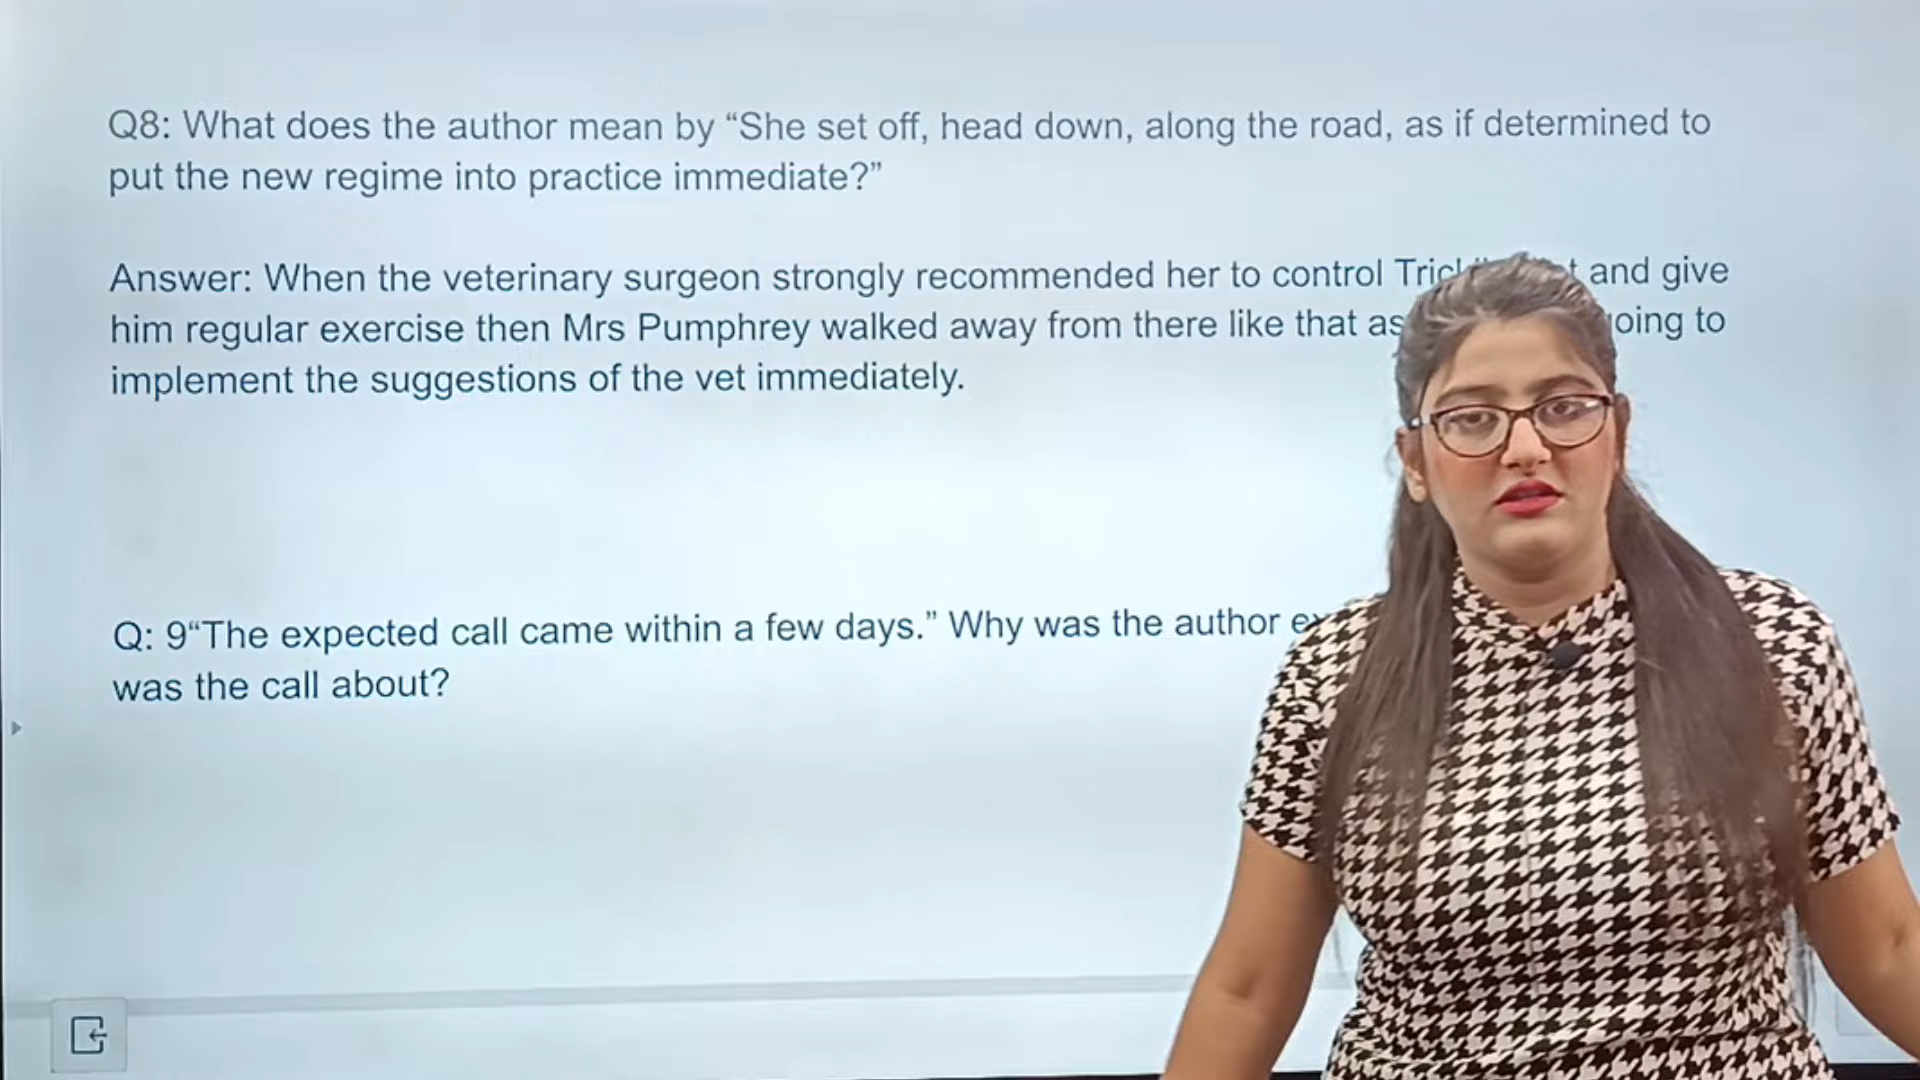 Q8: What does the author mean by “She set off, head down, along the road, as if determined to
put the new regime into practice immediate?”
Answer: When the veterinary surgeon strongly recommended her to control and give
him regular exercise then Mrs Pumphrey walked away from there like that as to
implement the suggestions of the vet immediately.
Q: 9“The expected call came within a few days.” Why was the author
was the call about?